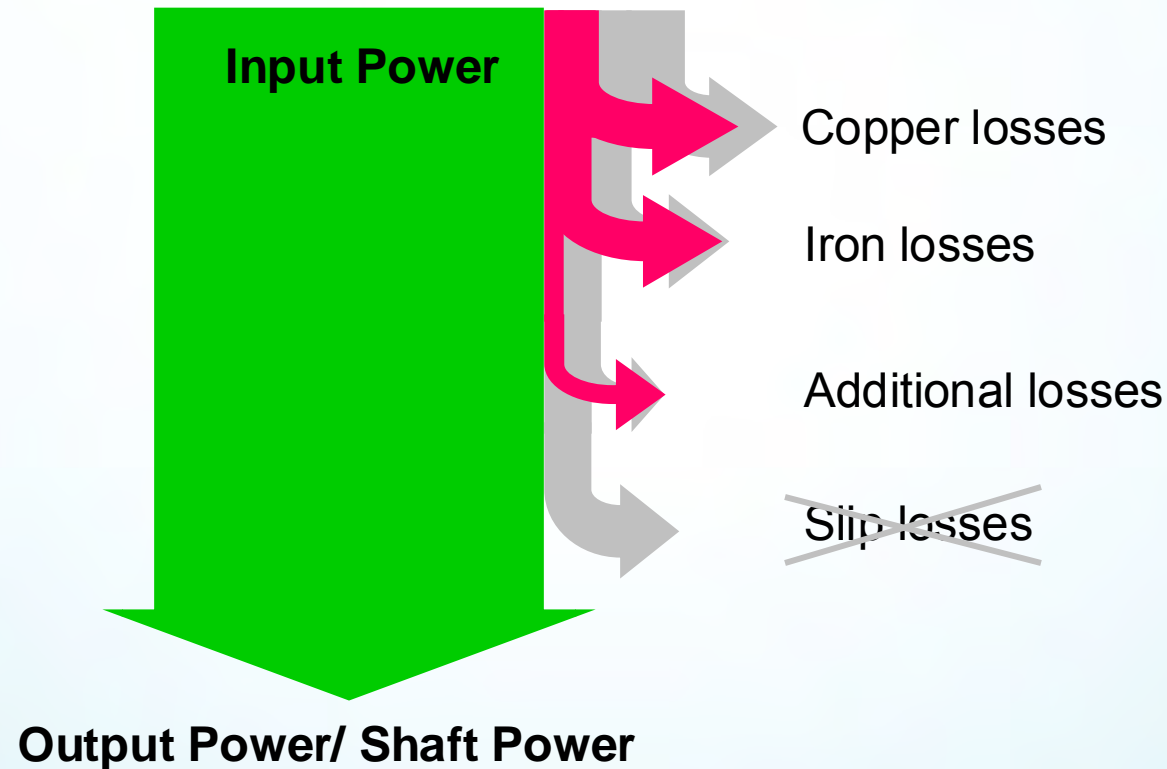 Input Power
Copper losses
Iron losses
Additional losses
Slip losses
Output Power/ Shaft Power